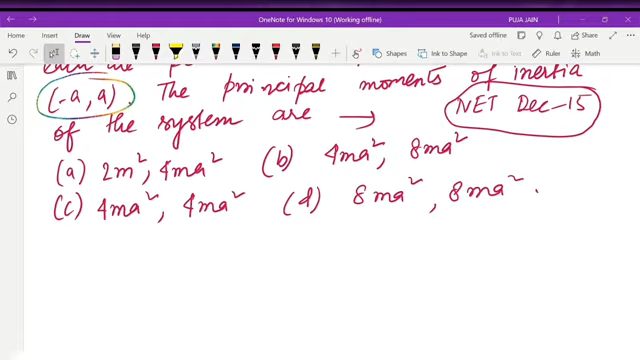 OneNote for Windows 10 (Working offline)
PUJA JAIN
Home Insert Draw View Help
Saved offline Share
Shapes Ink to Shape Ink to Text Ruler Math
(-a, a). The principal moments of inertia
of the system are → NET Dec-15
(a) 2m², 4ma² (b) 4ma², 8ma²
(c) 4ma², 4ma² (d) 8ma², 8ma².